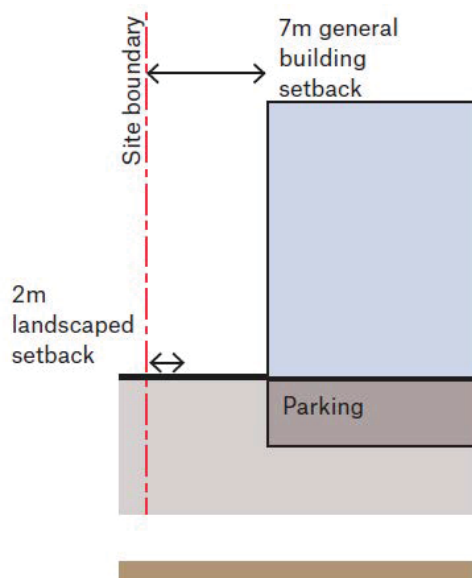 Site boundary
7m general
building
setback
2m
landscaped
setback
Parking